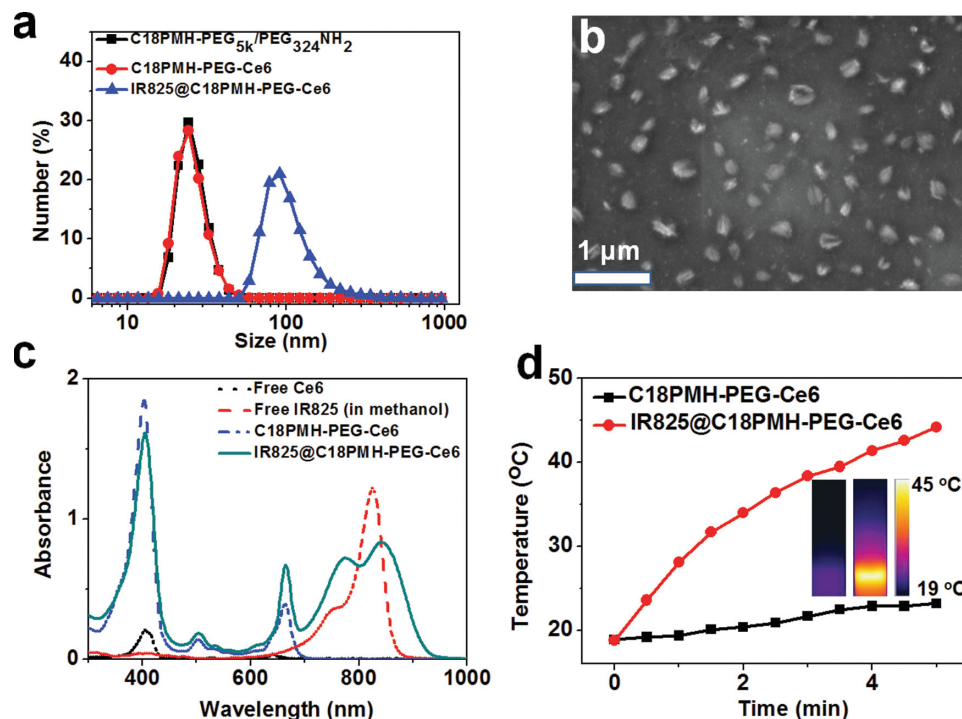 a
C18PMH-PEG5k/PEG324NH2
C18PMH-PEG-Ce6
IR825@C18PMH-PEG-Ce6
Number (%)
40
30
20
10
0
10
100
1000
Size (nm)
b
1 µm
c
Free Ce6
Free IR825 (in methanol)
C18PMH-PEG-Ce6
IR825@C18PMH-PEG-Ce6
Absorbance
2
1
0
400
600
800
1000
Wavelength (nm)
d
C18PMH-PEG-Ce6
IR825@C18PMH-PEG-Ce6
Temperature (°C)
50
40
30
20
45 °C
19 °C
0
2
4
Time (min)